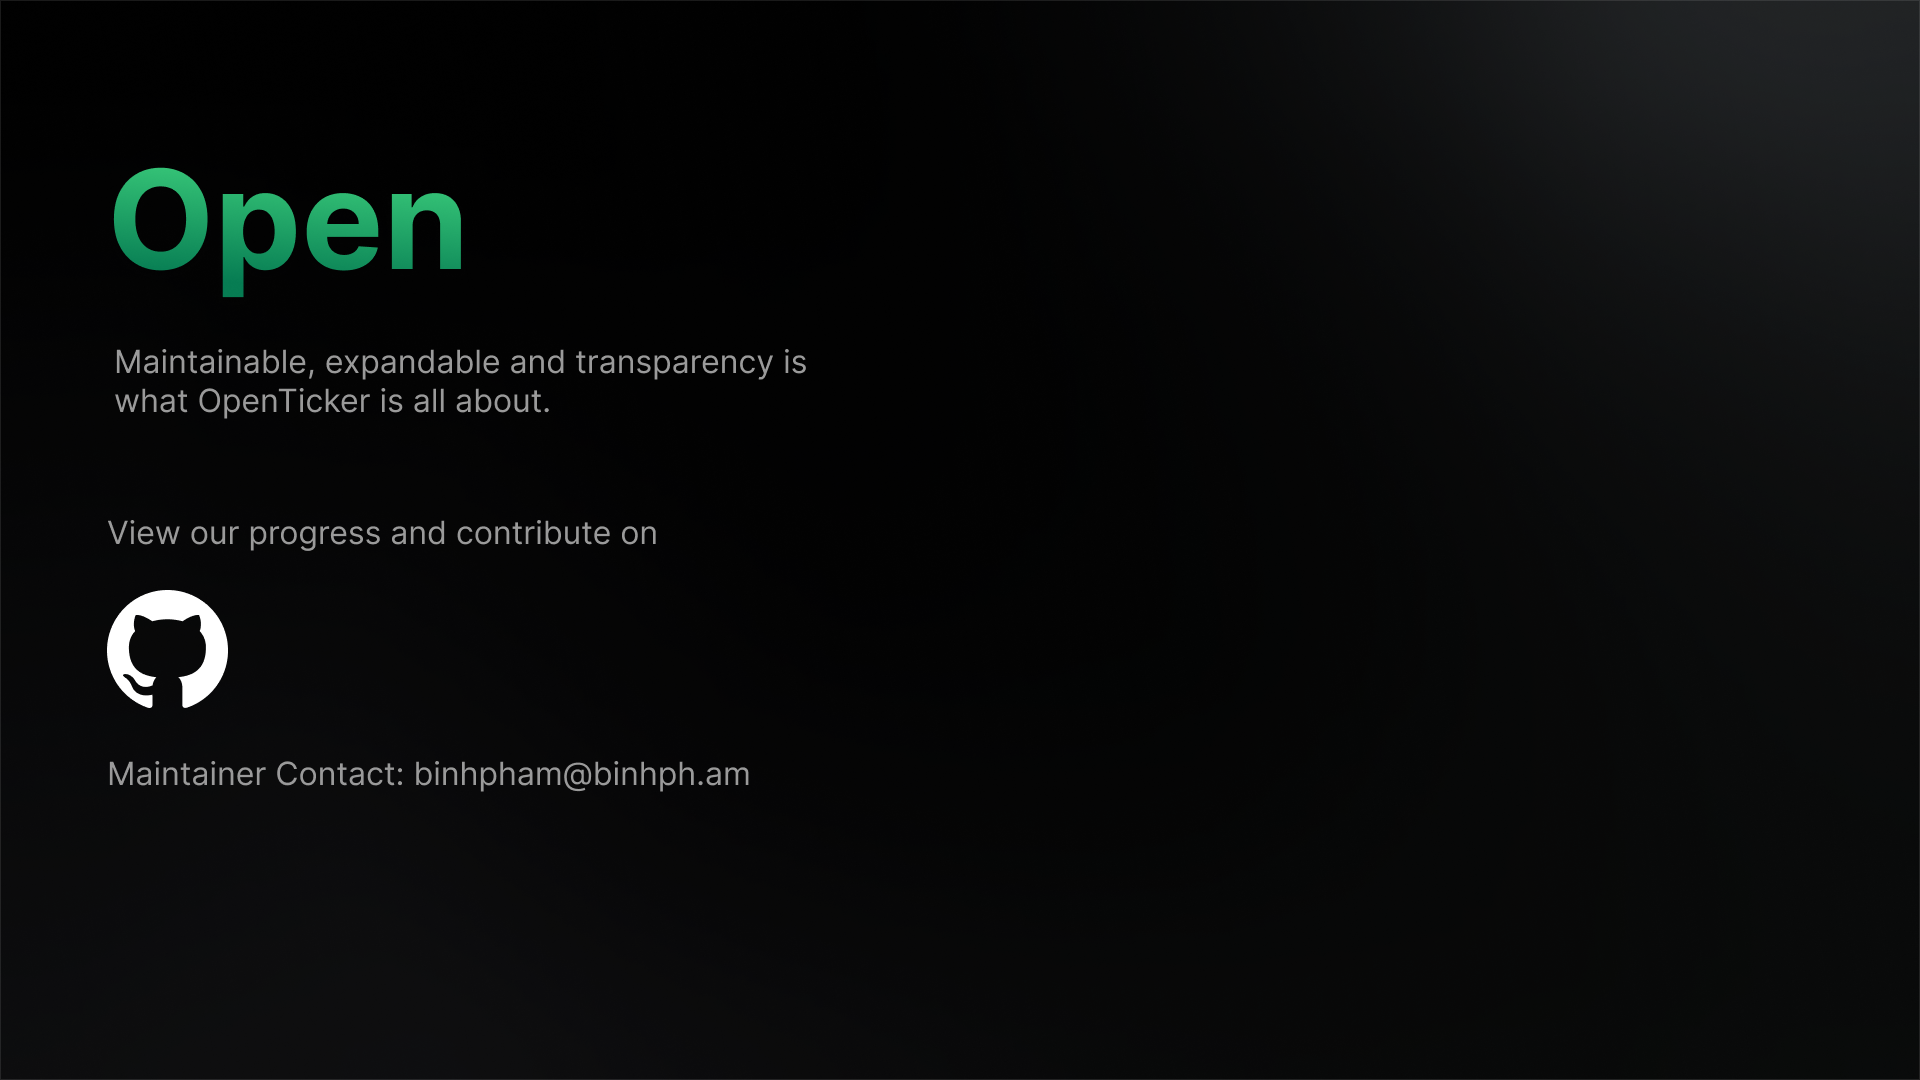 Open
Maintainable, expandable and transparency is
what OpenTicker is all about.
View our progress and contribute on
Maintainer Contact: binhpham@binhph.am